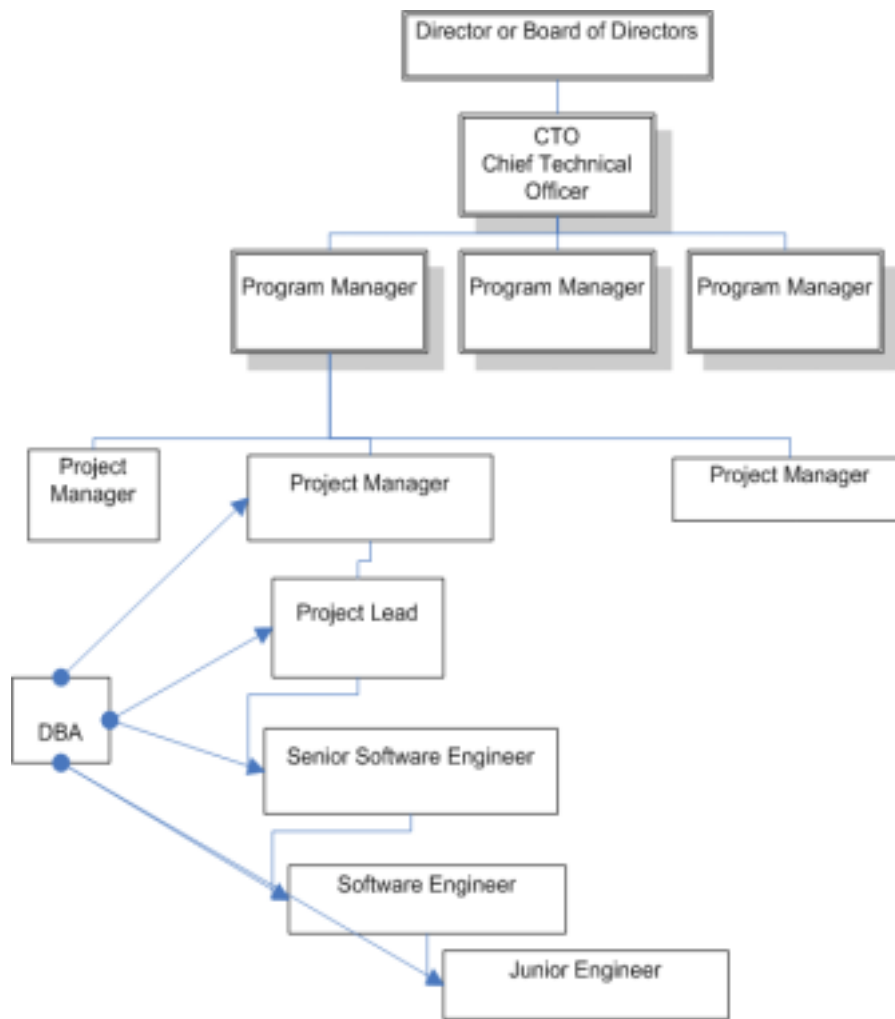 Director or Board of Directors
CTO
Chief Technical
Officer
Program Manager
Program Manager
Program Manager
Project
Manager
Project Manager
Project Manager
Project Lead
DBA
Senior Software Engineer
Software Engineer
Junior Engineer